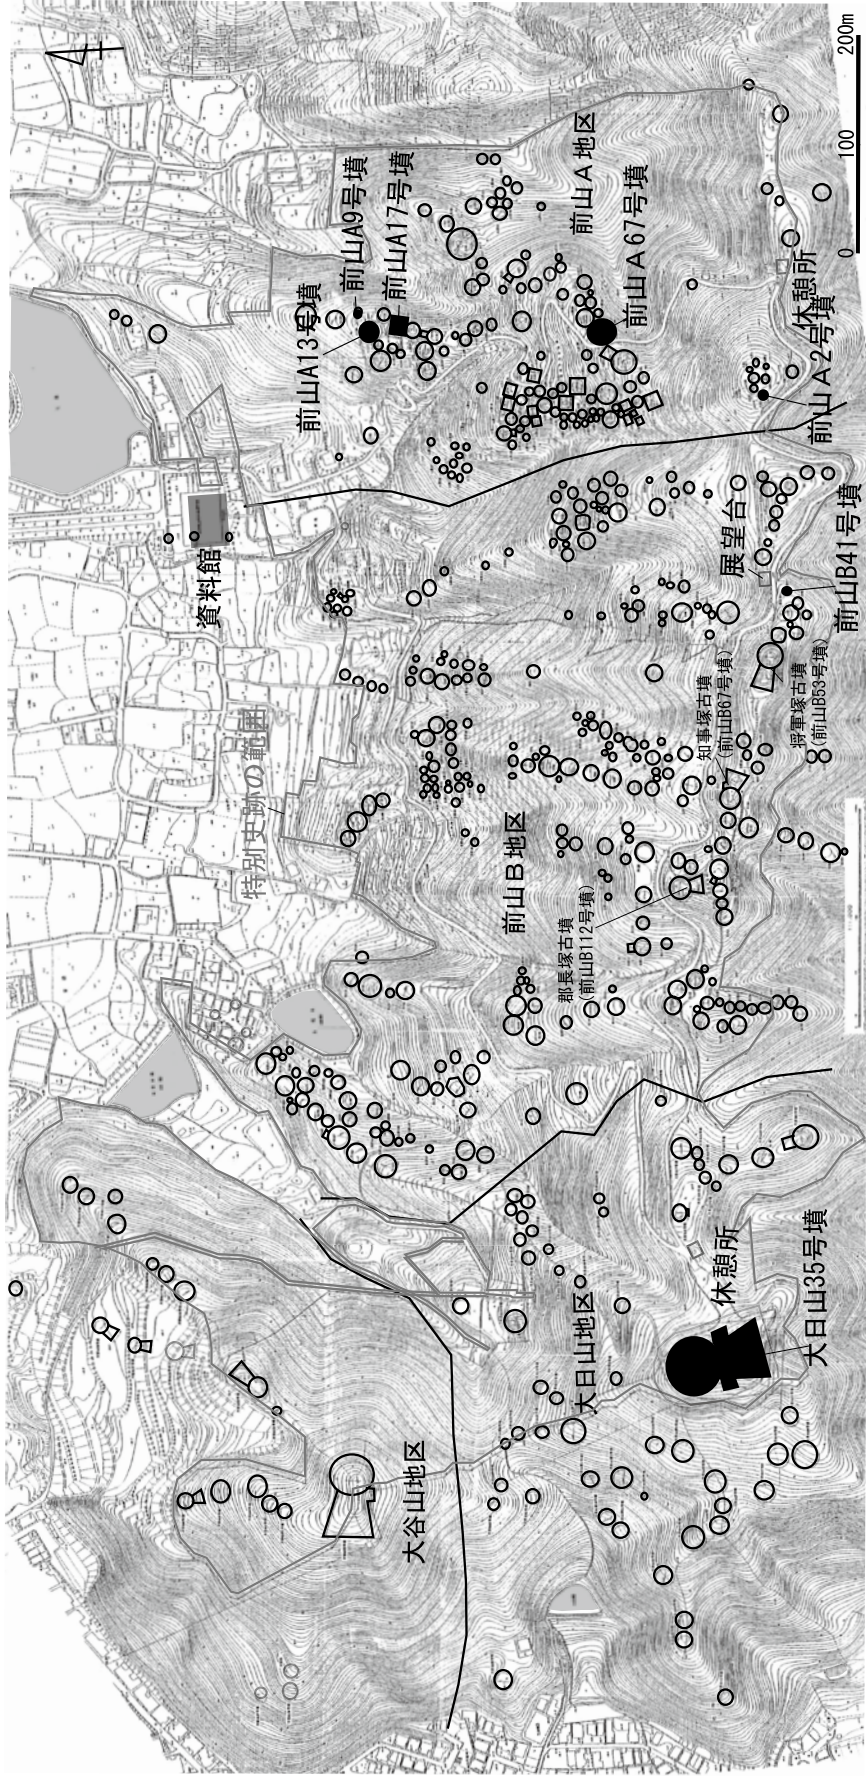 大谷山地区
大日山地区
大日山35号墳
休憩所
特別史跡の範囲
前山B地区
郡長塚古墳
(前山B112号墳)
知事塚古墳
(前山B67号墳)
将軍塚古墳
(前山B53号墳)
資料館
展望台
前山B41号墳
前山A13号墳
前山A9号墳
前山A17号墳
前山A地区
前山A67号墳
休憩所
前山A2号墳
0
100
200m